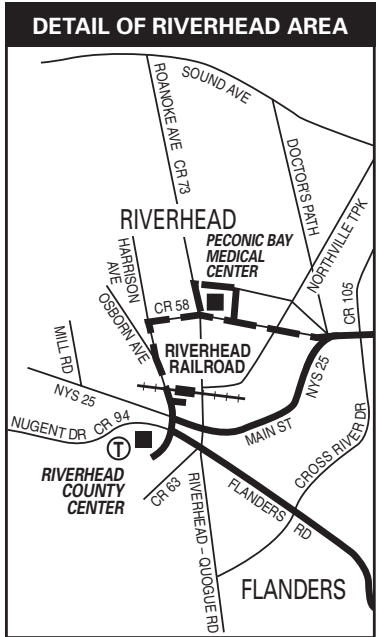 DETAIL OF RIVERHEAD AREA
SOUND AVE
ROANOKE AVE CR 73
DOCTOR'S PATH
NORTHVILLE TPK
RIVERHEAD
PECONIC BAY
MEDICAL
CENTER
HARRISON
AVE
CR 58
CR 105
OSBORN AVE
RIVERHEAD
RAILROAD
MILL RD
NYS 25
NYS 25
NUGENT DR CR 94
MAIN ST
CROSS RIVER DR
T
RIVERHEAD
COUNTY
CENTER
CR 63
RIVERHEAD – QUOGUE RD
FLANDERS RD
FLANDERS